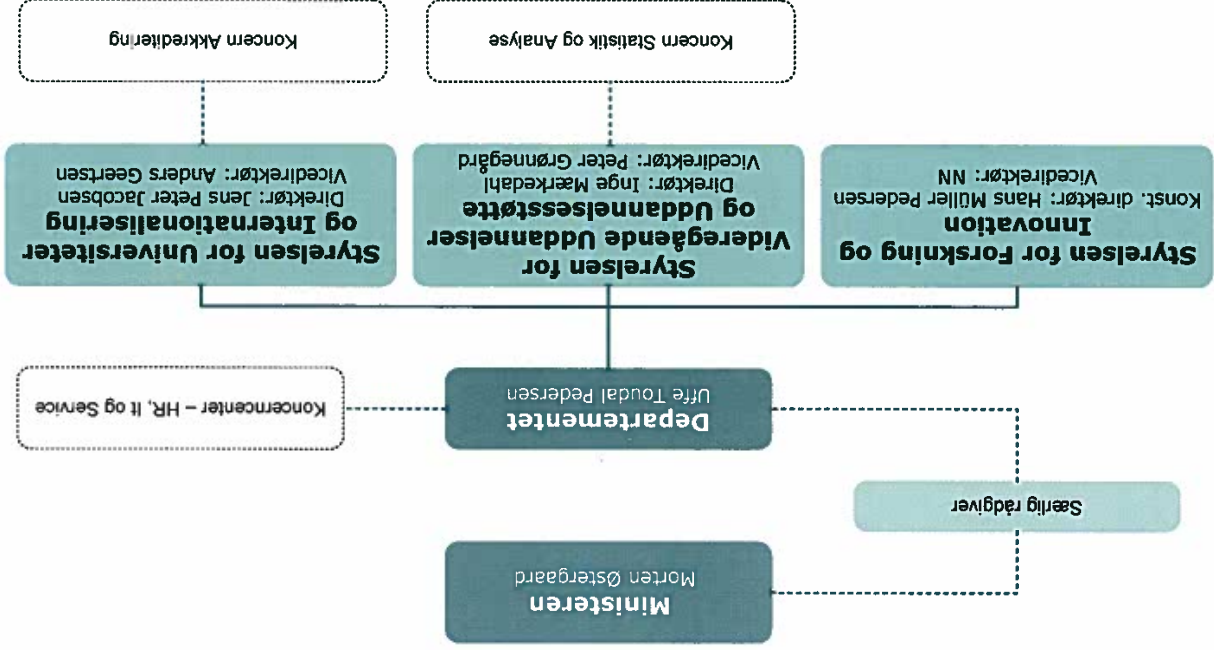 Ministeren
Morten Østergaard
Særlig rådgiver
Departementet
Uffe Toudal Pedersen
Koncerncenter – HR, It og Service
Styrelsen for Forskning og
Innovation
Konst. direktør: Hans Müller Pedersen
Vicedirektør: NN
Styrelsen for
Videregående Uddannelser
og Uddannelsesstøtte
Direktør: Inge Mærkedahl
Vicedirektør: Peter Grønnegård
Styrelsen for Universiteter
og Internationalisering
Direktør: Jens Peter Jacobsen
Vicedirektør: Anders Geertsen
Koncern Statistik og Analyse
Koncern Akkreditering